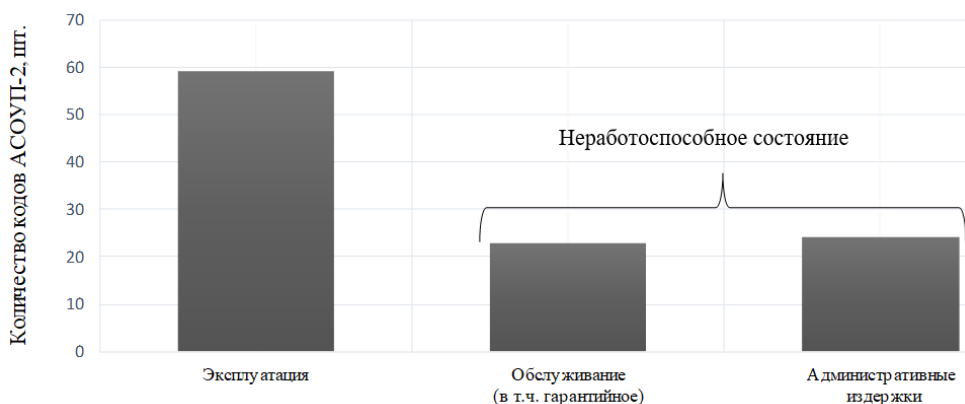 Количество кодов АСОУП-2, шт.
70
60
50
40
30
20
10
0
Неработоспособное состояние
Эксплуатация
Обслуживание
(в т.ч. гарантийное)
Административные
издержки